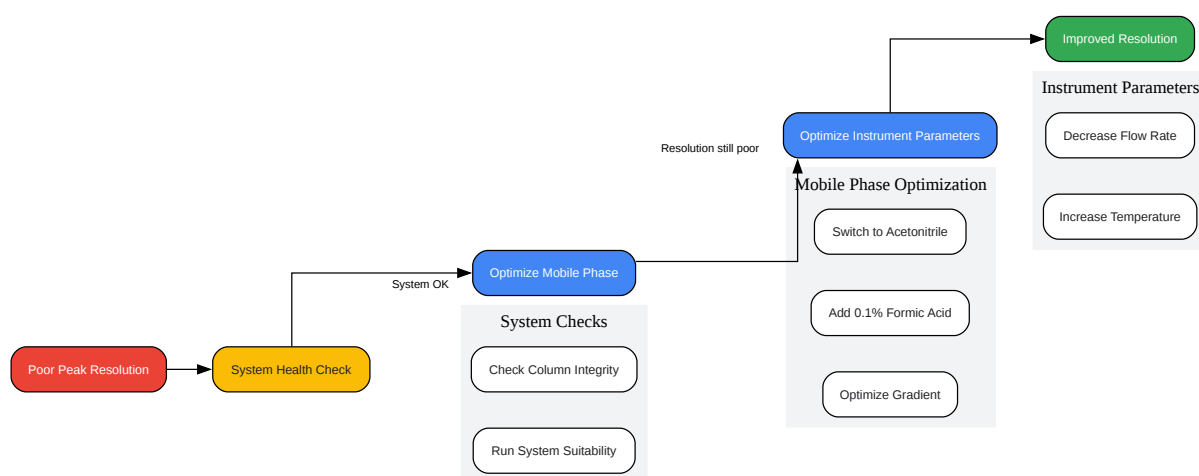 Improved Resolution
Instrument Parameters
Decrease Flow Rate
Increase Temperature
Optimize Instrument Parameters
Resolution still poor
Mobile Phase Optimization
Switch to Acetonitrile
Add 0.1% Formic Acid
Optimize Gradient
Optimize Mobile Phase
System OK
System Checks
Check Column Integrity
Run System Suitability
Poor Peak Resolution
System Health Check